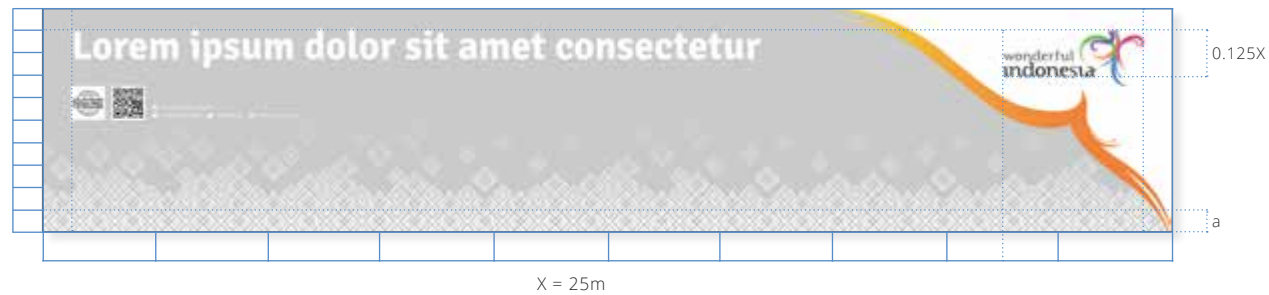 Lorem ipsum dolor sit amet consectetur
wonderful
indonesia
0.125X
a
X = 25m